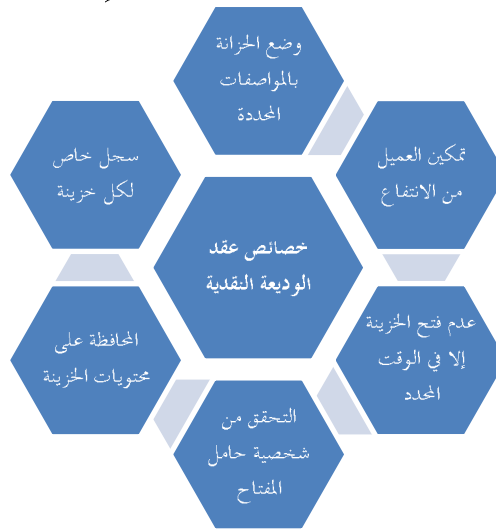 خصائص عقد
الوديعة النقدية
وضع الخزانة
بالمواصفات
المحددة
تمكين العميل
من الانتفاع
عدم فتح الخزينة
إلا في الوقت
المحدد
التحقق من
شخصية حامل
المفتاح
المحافظة على
محتويات الخزينة
سجل خاص
لكل خزينة